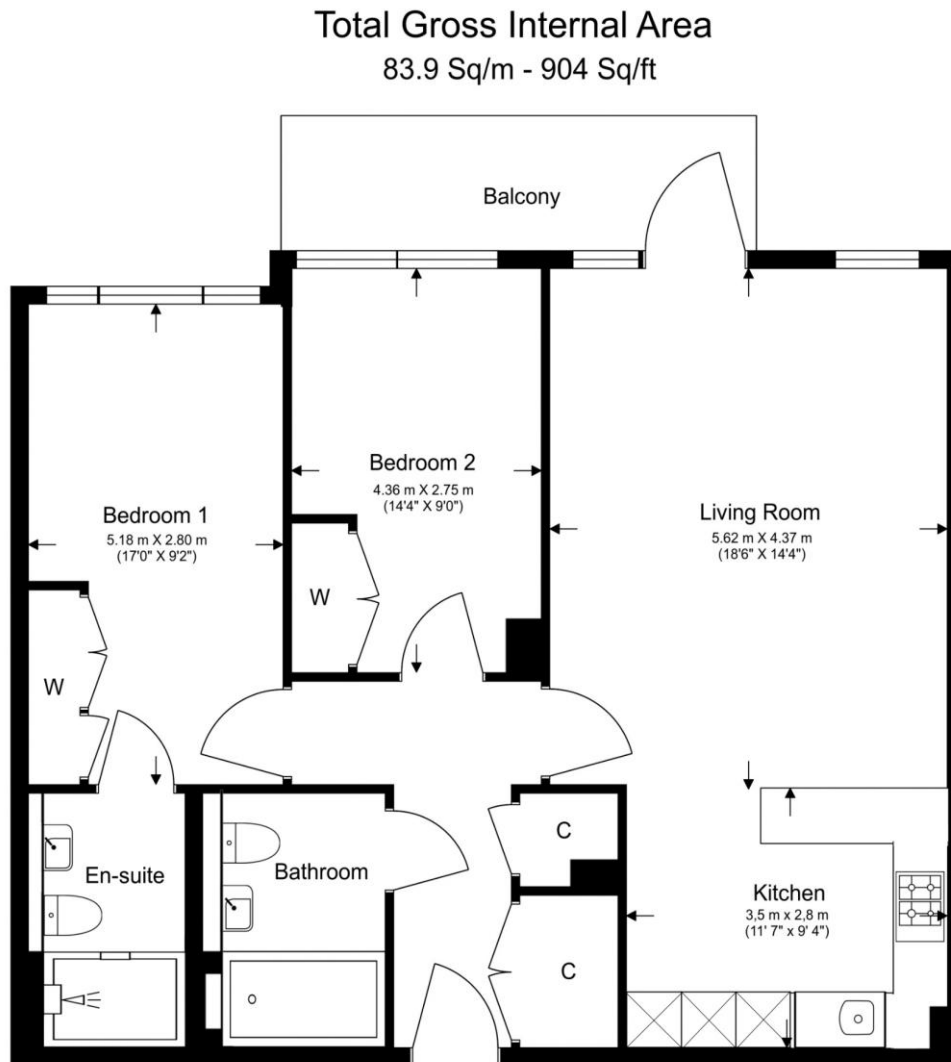 Total Gross Internal Area
83.9 Sq/m - 904 Sq/ft
Balcony
Bedroom 2
4.36 m X 2.75 m
(14'4" X 9'0")
Bedroom 1
5.18 m X 2.80 m
(17'0" X 9'2")
Living Room
5.62 m X 4.37 m
(18'6" X 14'4")
W
W
C
En-suite
Bathroom
Kitchen
3,5 m x 2,8 m
(11' 7" x 9' 4")
C